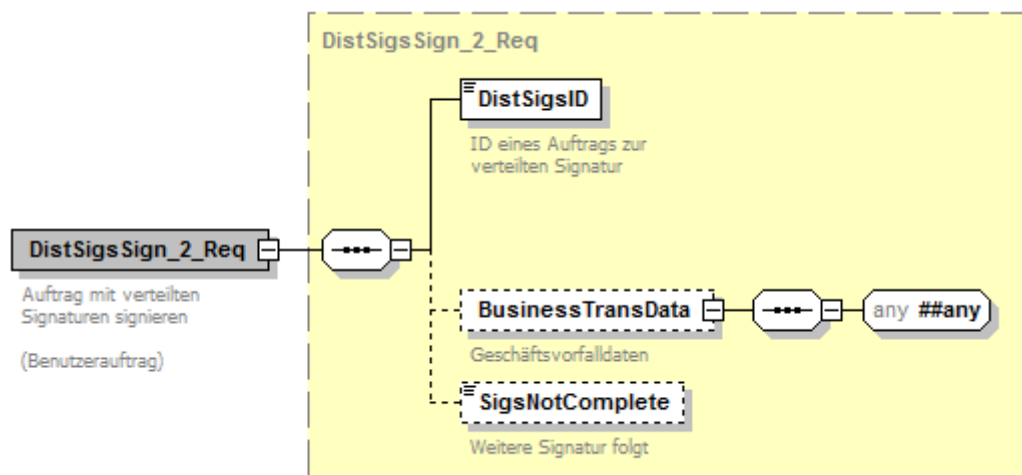 DistSigsSign_2_Req
DistSigsID
ID eines Auftrags zur
verteilten Signatur
DistSigsSign_2_Req
Auftrag mit verteilten
Signaturen signieren
(Benutzerauftrag)
BusinessTransData
any ##any
Geschäftsvorfalldaten
SigsNotComplete
Weitere Signatur folgt